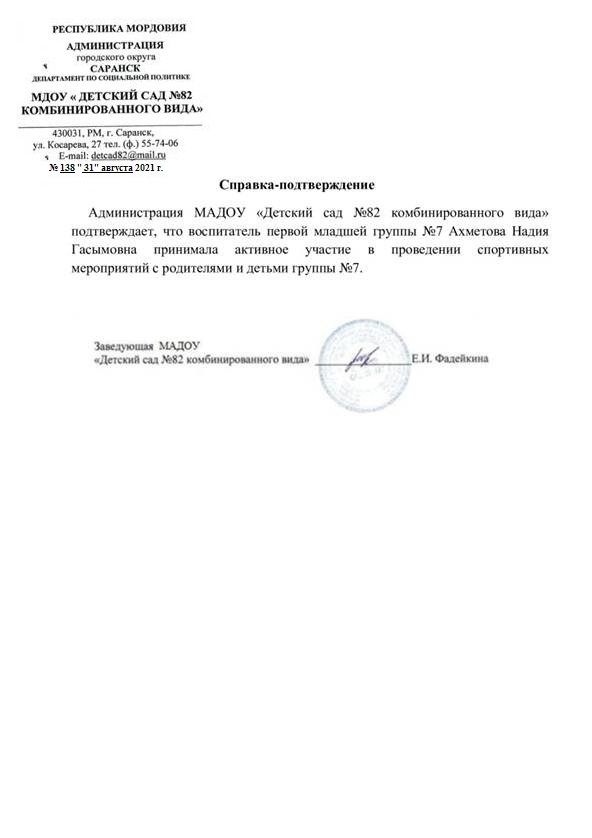 РЕСПУБЛИКА МОРДОВИЯ
АДМИНИСТРАЦИЯ
городского округа
САРАНСК
ДЕПАРТАМЕНТ ПО СОЦИАЛЬНОЙ ПОЛИТИКЕ
МДОУ « ДЕТСКИЙ САД №82
КОМБИНИРОВАННОГО ВИДА»
430031, РМ, г. Саранск,
ул. Косарева, 27 тел. (ф.) 55-74-06
E-mail: detcad82@mail.ru
№ 138 " 31" августа 2021 г.
Справка-подтверждение
Администрация МАДОУ «Детский сад №82 комбинированного вида»
подтверждает, что воспитатель первой младшей группы №7 Ахметова Надия
Гасымовна принимала активное участие в проведении спортивных
мероприятий с родителями и детьми группы №7.
Заведующая МАДОУ
«Детский сад №82 комбинированного вида» Е.И. Фадейкина